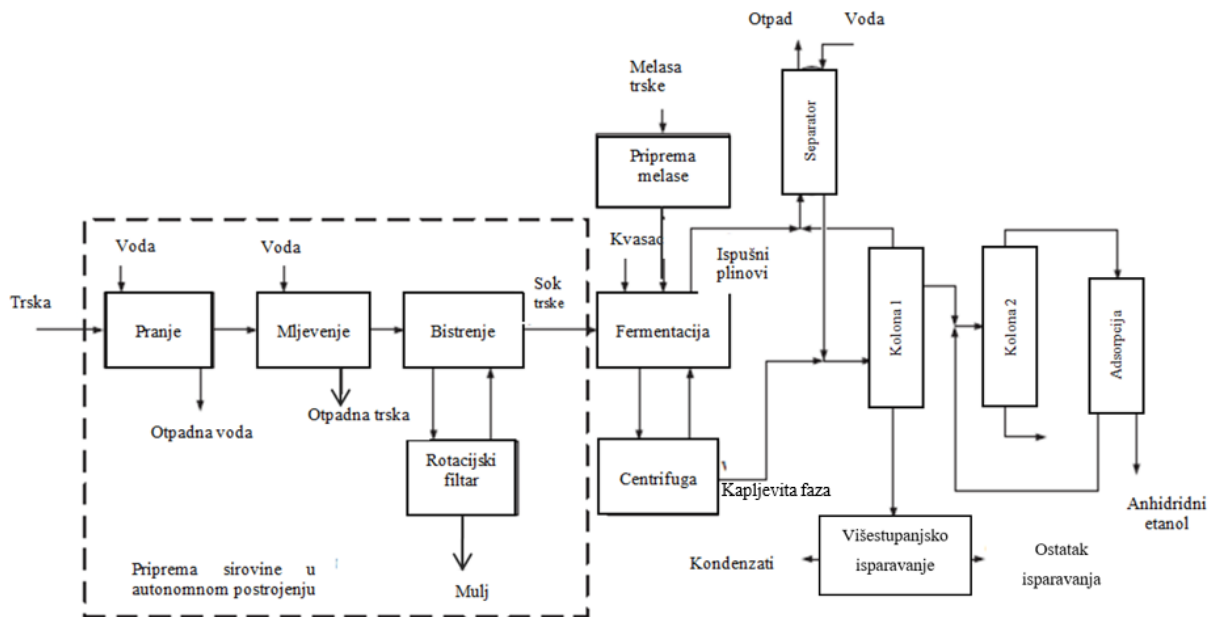 Otpad
Voda
Melasa
trske
Separator
Priprema
melase
Voda
Voda
Kvasac
Ispušni
plinovi
Sok
trske
Trska
Pranje
Mljevenje
Bistrenje
Fermentacija
Kolona 1
Kolona 2
Adsorpcija
Otpadna voda
Otpadna trska
Rotacijski
filtar
Centrifuga
Kapljevita faza
Anhidridni
etanol
Višestupanjsko
isparavanje
Kondenzati
Ostatak
isparavanja
Priprema sirovine u
autonomnom postrojenju
Mulj